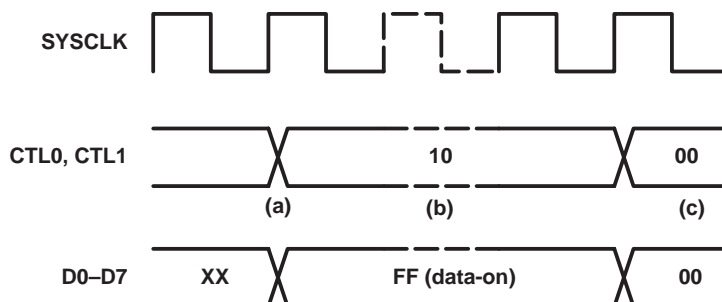 SYSCLK
CTL0, CTL1
10
00
(a)
(b)
(c)
D0–D7
XX
FF (data-on)
00